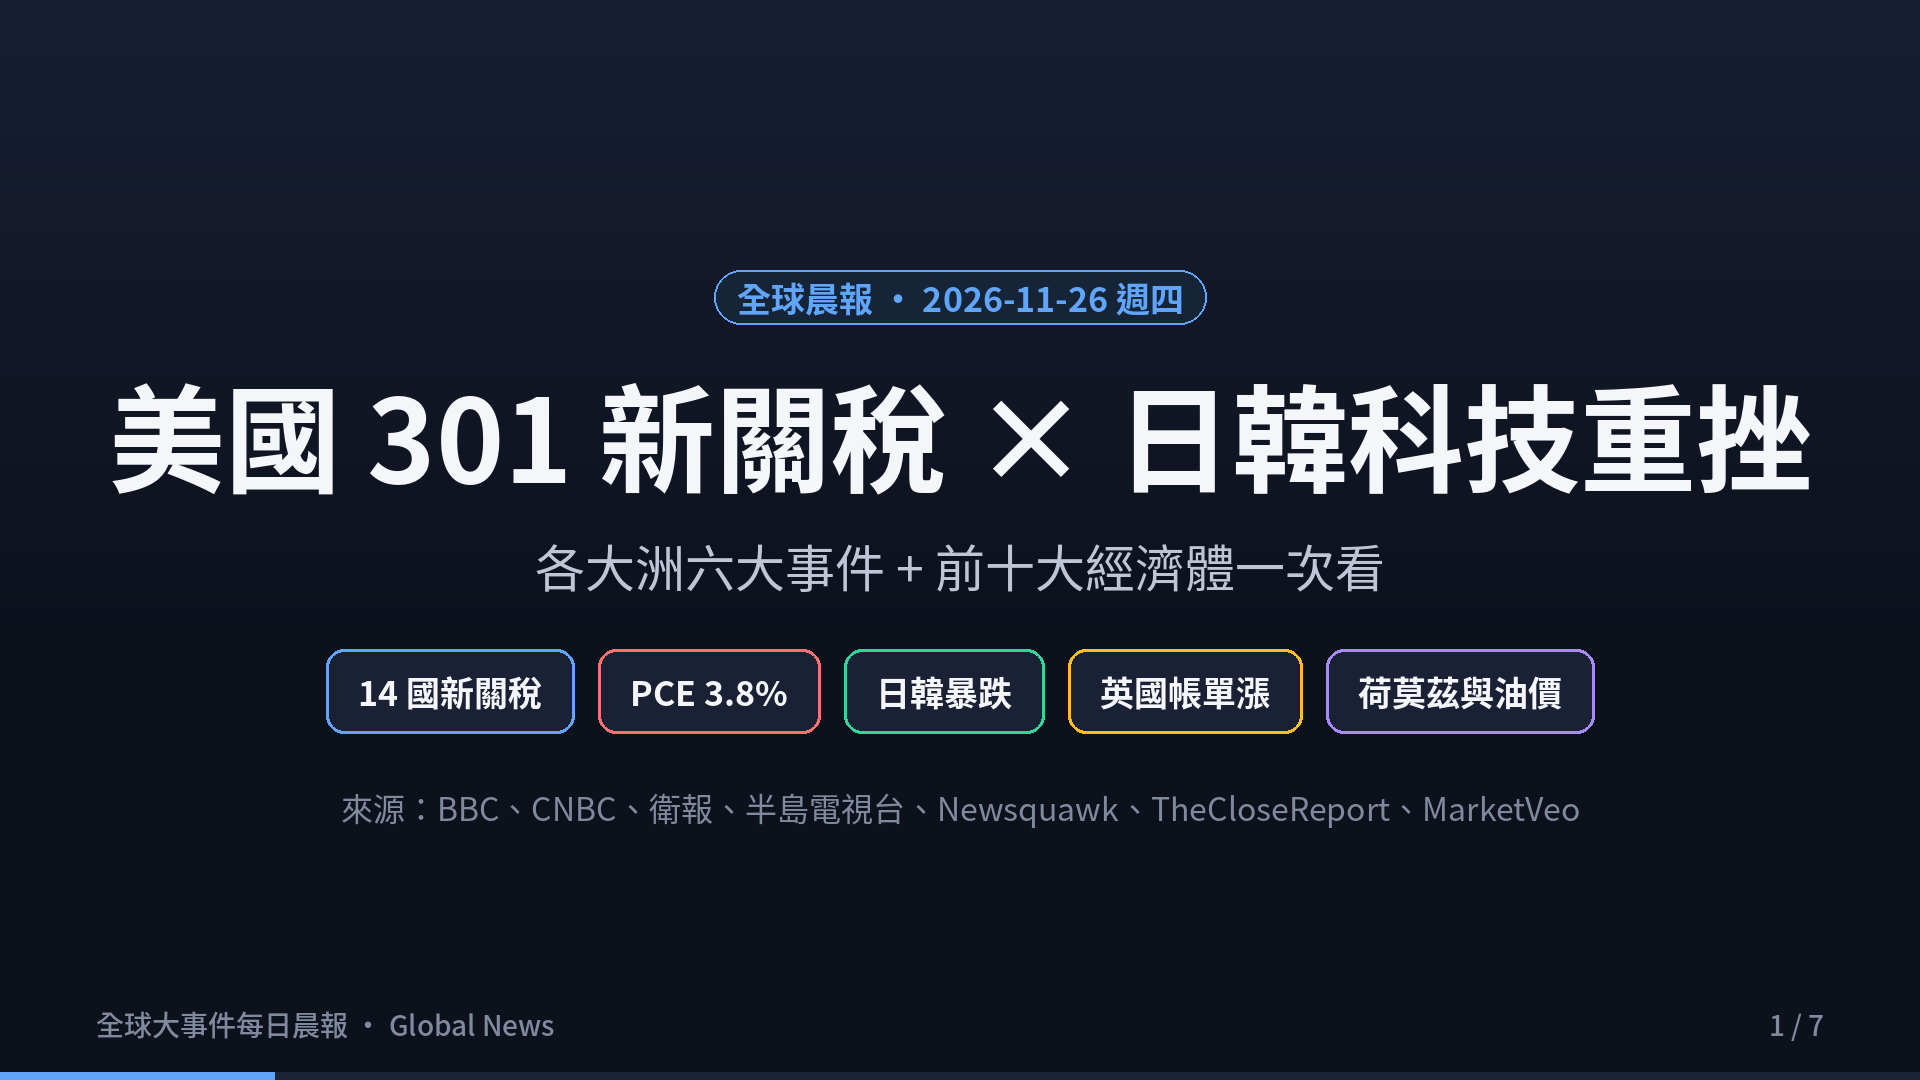 全球晨報 • 2026-11-26 週四
美國 301 新關稅 × 日韓科技重挫
各大洲六大事件 + 前十大經濟體一次看
14 國新關稅
PCE 3.8%
日韓暴跌
英國帳單漲
荷莫茲與油價
來源：BBC、CNBC、衛報、半島電視台、Newsquawk、TheCloseReport、MarketVeo
全球大事件每日晨報 • Global News
1 / 7